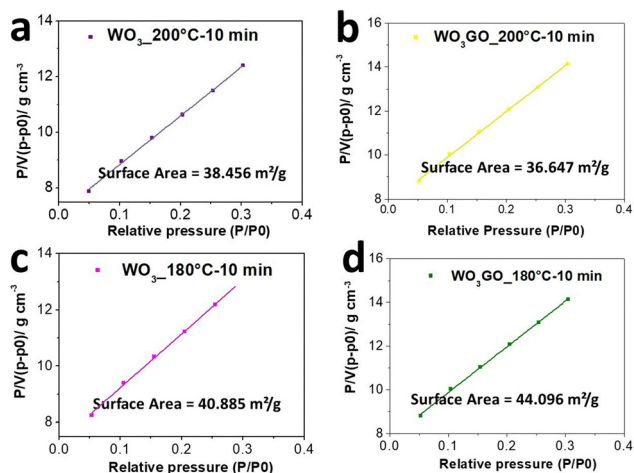 a
WO₃_200°C-10 min
P/V(p-p0)/ g cm⁻³
14
12
10
8
Surface Area = 38.456 m²/g
0.0 0.1 0.2 0.3 0.4
Relative pressure (P/P0)
b
WO₃GO_200°C-10 min
P/V(p-p0)/ g cm⁻³
16
14
12
10
8
Surface Area = 36.647 m²/g
0.0 0.1 0.2 0.3 0.4
Relative Pressure (P/P0)
c
WO₃_180°C-10 min
P/V(p-p0)/ g cm⁻³
14
12
10
8
Surface Area = 40.885 m²/g
0.0 0.1 0.2 0.3 0.4
Relative pressure (P/P0)
d
WO₃GO_180°C-10 min
P/V(p-p0)/ g cm⁻³
16
14
12
10
8
Surface Area = 44.096 m²/g
0.0 0.1 0.2 0.3 0.4
Relative pressure (P/P0)